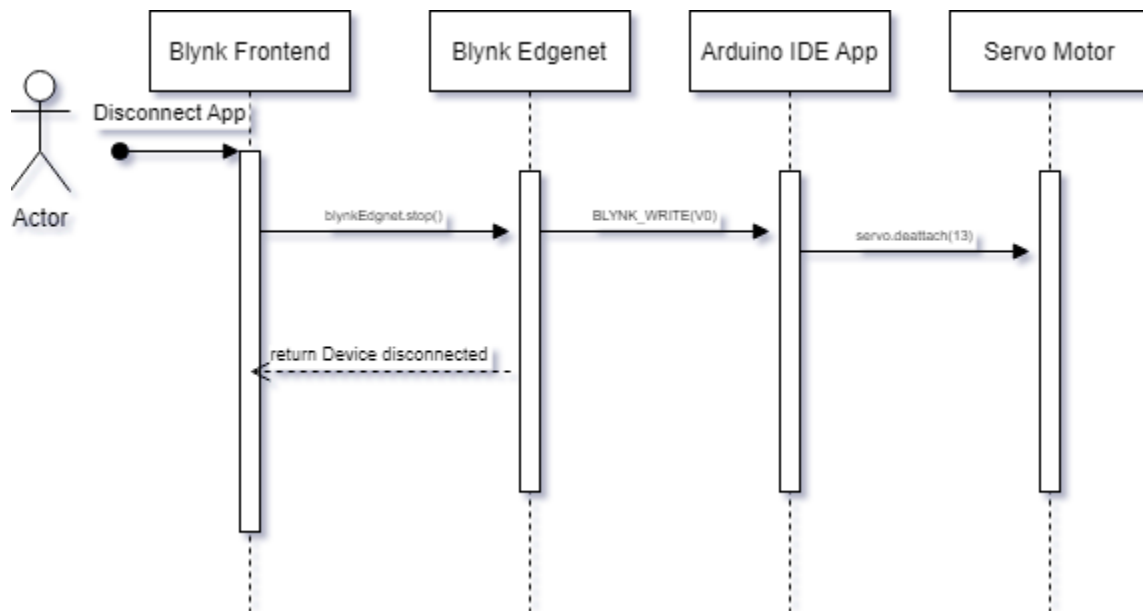 Blynk Frontend
Blynk Edgenet
Arduino IDE App
Servo Motor
Disconnect App
Actor
blynkEdgnet.stop()
BLYNK_WRITE(V0)
servo.deattach(13)
return Device disconnected